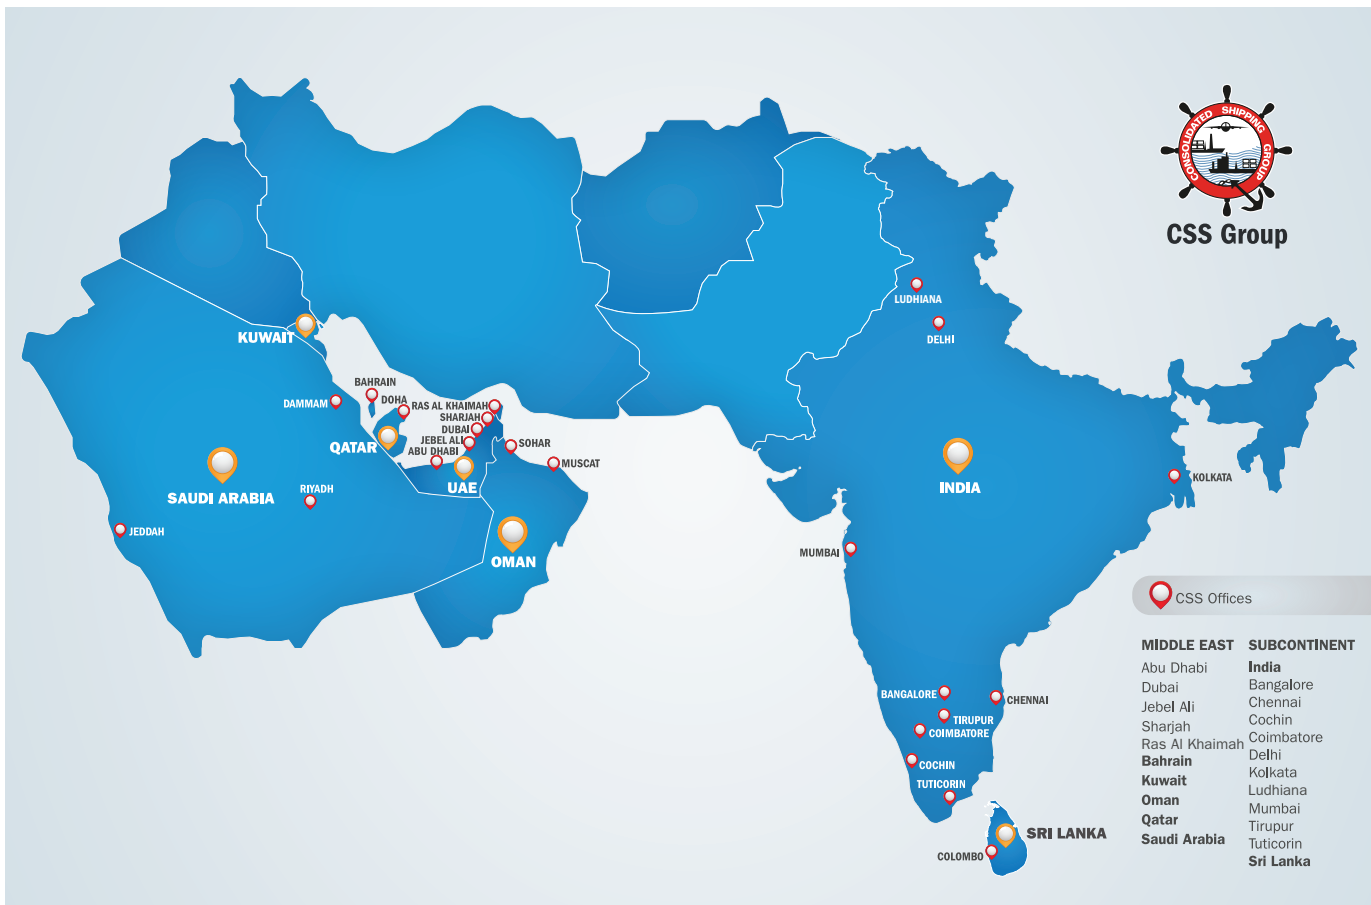 CONSOLIDATED SHIPPING GROUP
CSS Group
LUDHIANA
DELHI
KUWAIT
BAHRAIN
DOHA
DAMMAM
RAS AL KHAIMAH
SHARJAH
DUBAI
JEBEL ALI
ABU DHABI
QATAR
SOHAR
MUSCAT
UAE
SAUDI ARABIA
RIYADH
JEDDAH
OMAN
INDIA
KOLKATA
MUMBAI
BANGALORE
CHENNAI
TIRUPUR
COIMBATORE
COCHIN
TUTICORIN
SRI LANKA
COLOMBO
CSS Offices
MIDDLE EAST
Abu Dhabi
Dubai
Jebel Ali
Sharjah
Ras Al Khaimah
Bahrain
Kuwait
Oman
Qatar
Saudi Arabia
SUBCONTINENT
India
Bangalore
Chennai
Cochin
Coimbatore
Delhi
Kolkata
Ludhiana
Mumbai
Tirupur
Tuticorin
Sri Lanka